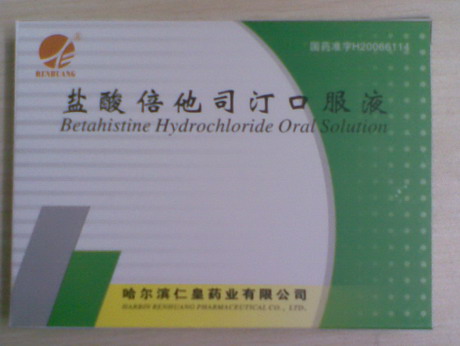 国药准字H20066114
RENHUANG
盐酸倍他司汀口服液
Betahistine Hydrochloride Oral Solution
哈尔滨仁皇药业有限公司
HARBIN RENHUANG PHARMACEUTICAL CO., LTD.